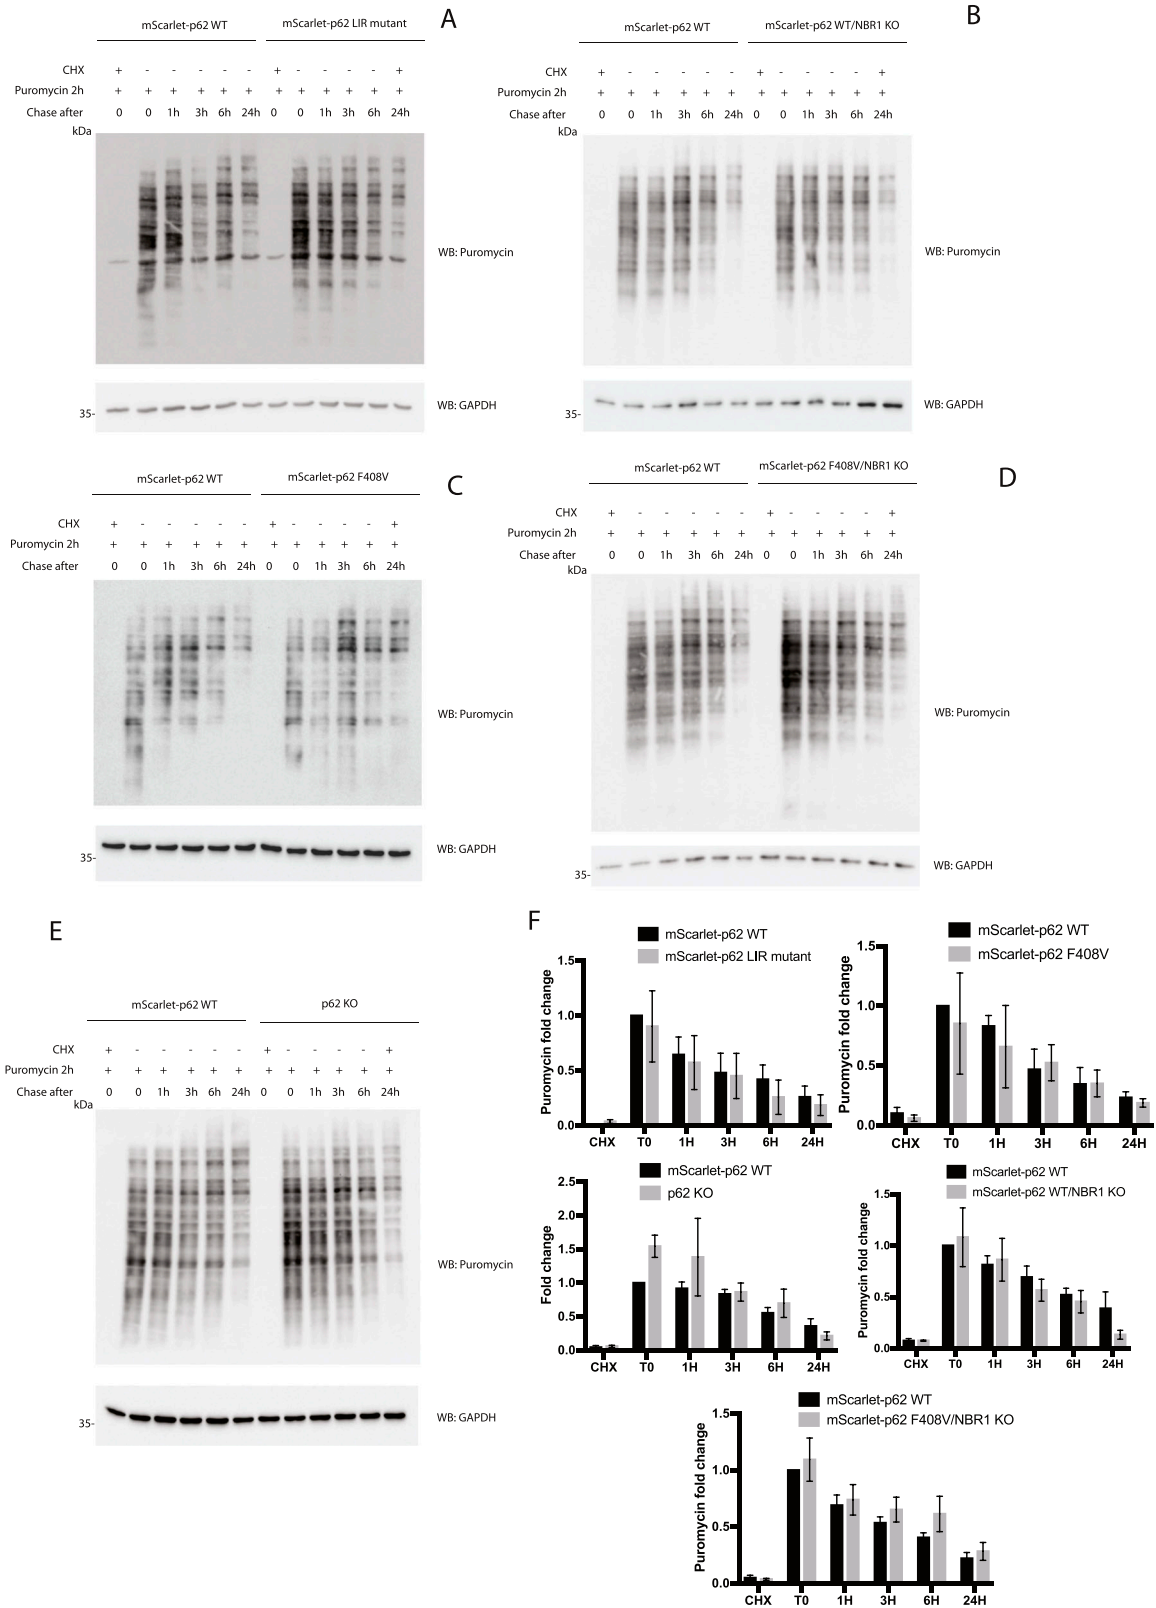 A
mScarlet-p62 WT mScarlet-p62 LIR mutant
CHX + - - - - - + - - - - +
Puromycin 2h + + + + + + + + + + + +
Chase after 0 0 1h 3h 6h 24h 0 0 1h 3h 6h 24h
kDa
WB: Puromycin
35- WB: GAPDH
B
mScarlet-p62 WT mScarlet-p62 WT/NBR1 KO
CHX + - - - - - + - - - - +
Puromycin 2h + + + + + + + + + + + +
Chase after 0 0 1h 3h 6h 24h 0 0 1h 3h 6h 24h
kDa
WB: Puromycin
35- WB: GAPDH
C
mScarlet-p62 WT mScarlet-p62 F408V
CHX + - - - - - + - - - - +
Puromycin 2h + + + + + + + + + + + +
Chase after 0 0 1h 3h 6h 24h 0 0 1h 3h 6h 24h
WB: Puromycin
35- WB: GAPDH
D
mScarlet-p62 WT mScarlet-p62 F408V/NBR1 KO
CHX + - - - - - + - - - - +
Puromycin 2h + + + + + + + + + + + +
Chase after 0 0 1h 3h 6h 24h 0 0 1h 3h 6h 24h
kDa
WB: Puromycin
35- WB: GAPDH
E
mScarlet-p62 WT p62 KO
CHX + - - - - - + - - - - +
Puromycin 2h + + + + + + + + + + + +
Chase after 0 0 1h 3h 6h 24h 0 0 1h 3h 6h 24h
kDa
WB: Puromycin
35- WB: GAPDH
F
mScarlet-p62 WT
mScarlet-p62 LIR mutant
Puromycin fold change
1.5
1.0
0.5
0.0
CHX T0 1H 3H 6H 24H
mScarlet-p62 WT
mScarlet-p62 F408V
Puromycin fold change
1.5
1.0
0.5
0.0
CHX T0 1H 3H 6H 24H
mScarlet-p62 WT
p62 KO
Fold change
2.5
2.0
1.5
1.0
0.5
0.0
CHX T0 1H 3H 6H 24H
mScarlet-p62 WT
mScarlet-p62 WT/NBR1 KO
Puromycin fold change
1.5
1.0
0.5
0.0
CHX T0 1H 3H 6H 24H
mScarlet-p62 WT
mScarlet-p62 F408V/NBR1 KO
Puromycin fold change
1.5
1.0
0.5
0.0
CHX T0 1H 3H 6H 24H